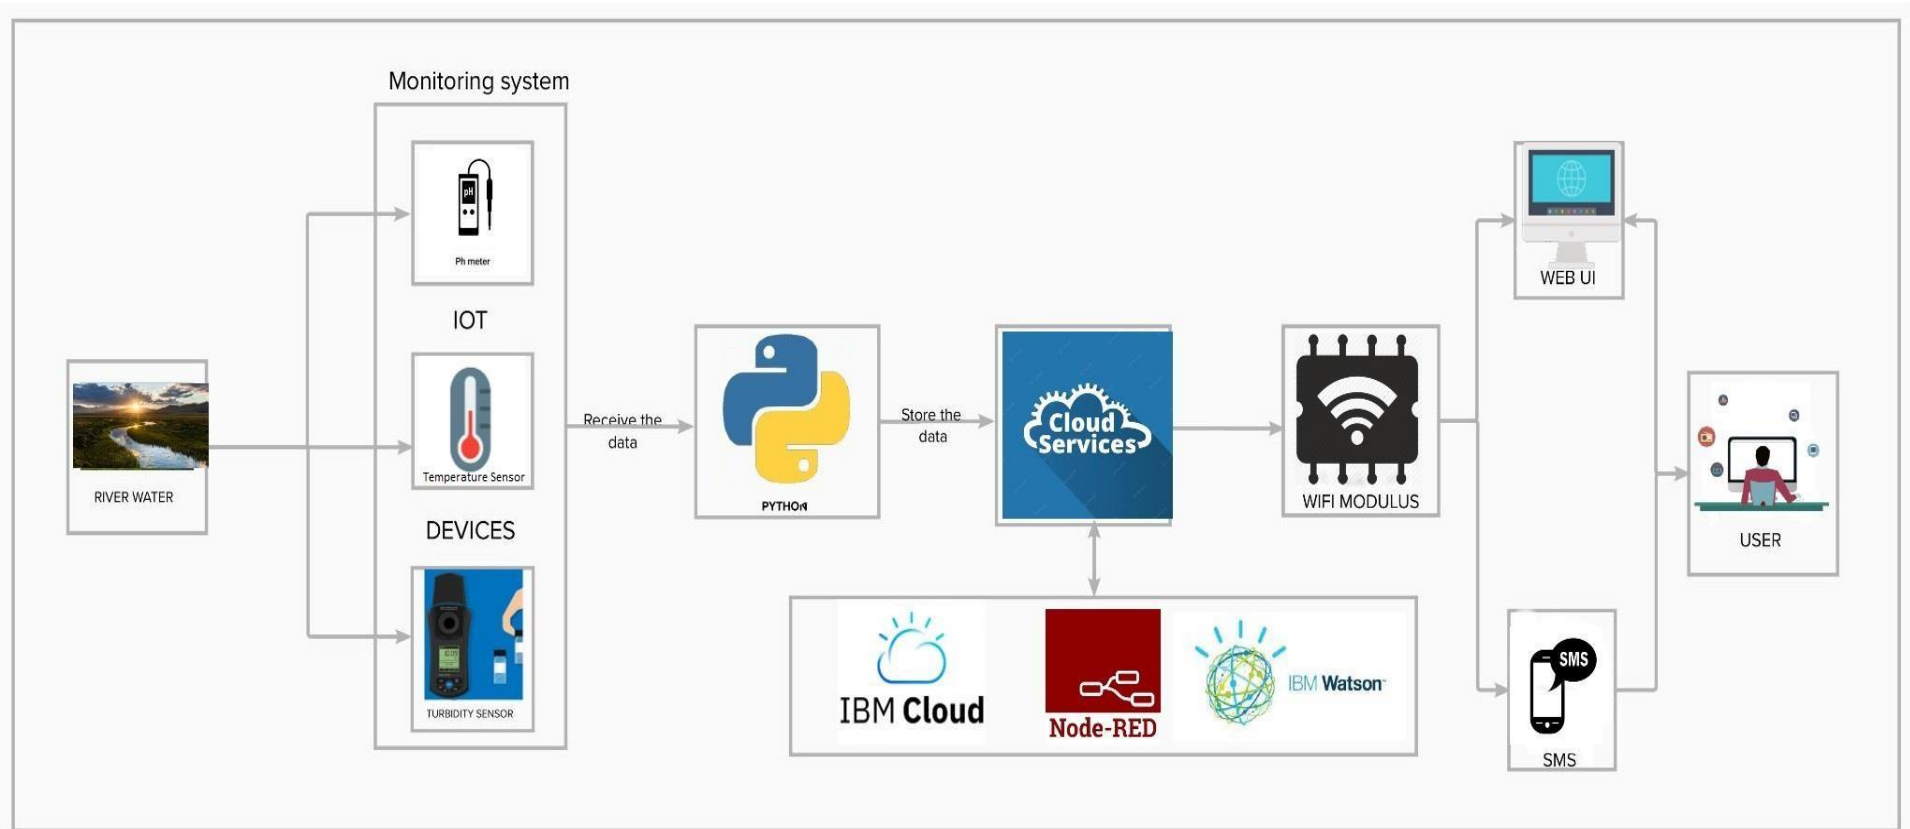 Monitoring system
pH
Ph meter
IOT
Temperature Sensor
DEVICES
TURBIDITY SENSOR
RIVER WATER
Receive the
data
PYTHON
Store the
data
Cloud
Services
WIFI MODULUS
IBM Cloud
Node-RED
IBM Watson
WEB UI
SMS
SMS
USER